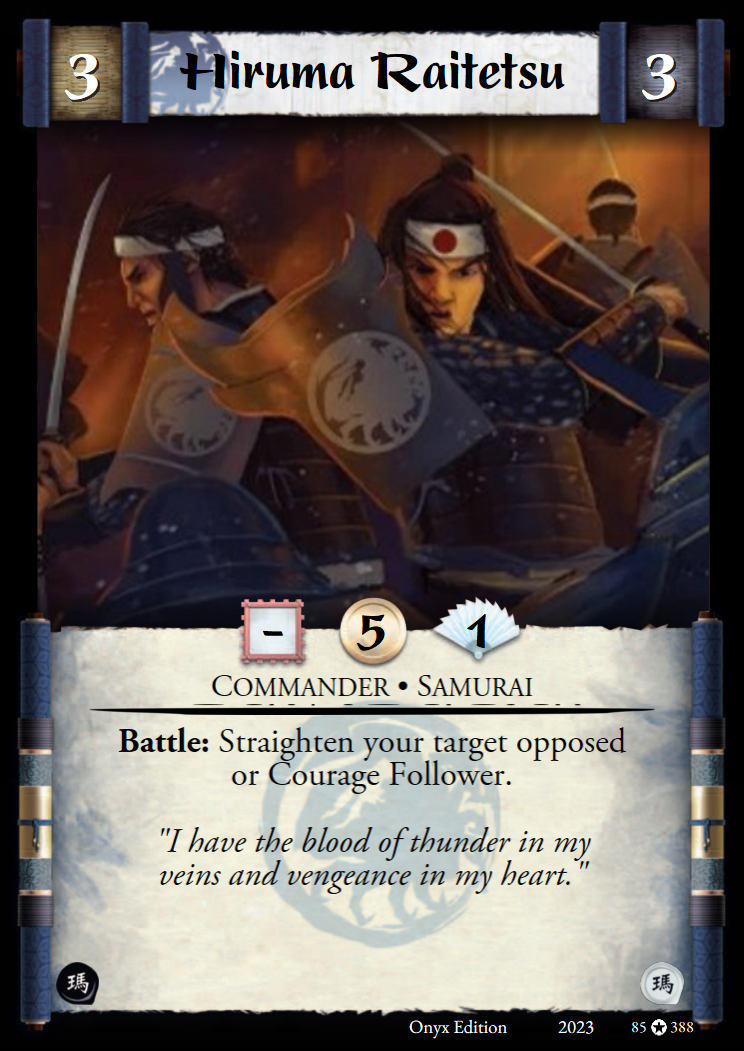 3
Hiruma Raitetsu
3
-
5
1
COMMANDER • SAMURAI
Battle: Straighten your target opposed
or Courage Follower.
"I have the blood of thunder in my
veins and vengeance in my heart."
瑪
瑪
Onyx Edition 2023 85 ✪ 388